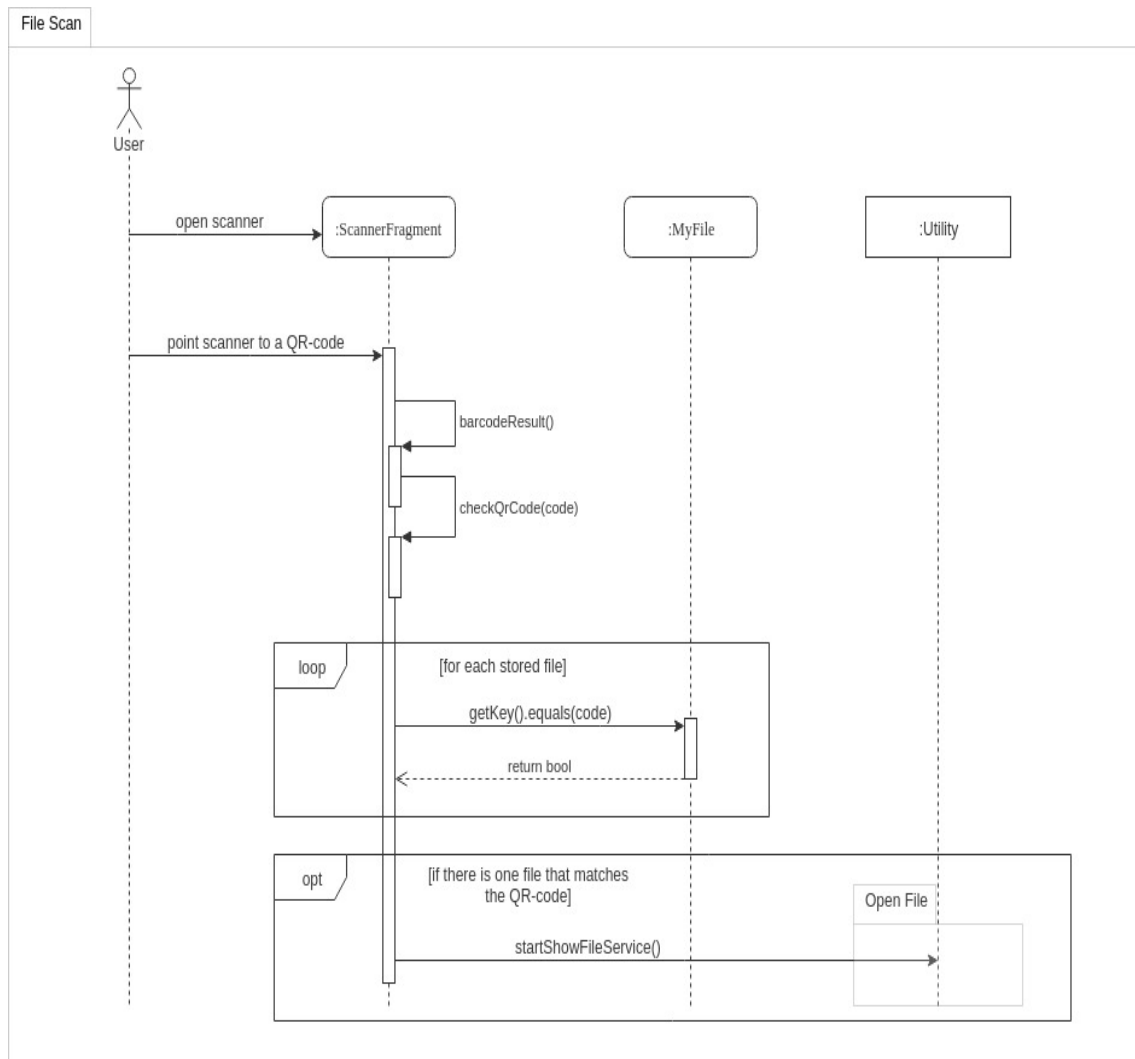 File Scan
User
open scanner
:ScannerFragment
:MyFile
:Utility
point scanner to a QR-code
barcodeResult()
checkQrCode(code)
loop
[for each stored file]
getKey().equals(code)
return bool
opt
[if there is one file that matches
the QR-code]
Open File
startShowFileService()